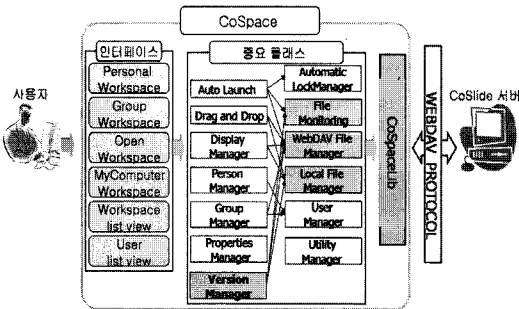 CoSpace
인터페이스
Personal
Workspace
Group
Workspace
Open
Workspace
MyComputer
Workspace
Workspace
list view
User
list view
중요 클래스
Auto Launch
Drag and Drop
Display
Manager
Person
Manager
Group
Manager
Properties
Manager
Version
Manager
Automatic
LockManager
File
Monitoring
WebDAV File
Manager
Local File
Manager
User
Manager
Utility
Manager
CoSpaceLib
WEBDAV PROTOCOL
사용자
CoSlide 서버